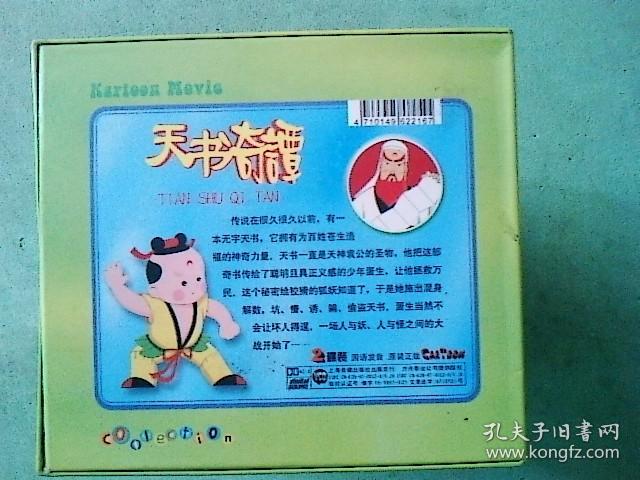 Kartoon Movie
4 710149 622167
天书奇譚
TIAN SHU QI TAN
传说在很久很久以前，有一
本无字天书，它拥有为百姓苍生造
福的神奇力量，天书一直是天神袁公的圣物，他把这部
奇书传给了聪明且具正义感的少年蛋生，让他拯救万
民，这个秘密给狡猾的狐妖知道了，于是她施出混身
解数，坑、懵、诱、骗，偷盗天书，蛋生当然不
会让坏人得逞，一场人与妖、人与怪之间的大
战开始了……
2碟装 国语发音 原装正版 CARTOON
Collection
孔夫子旧书网
www.kongfz.com